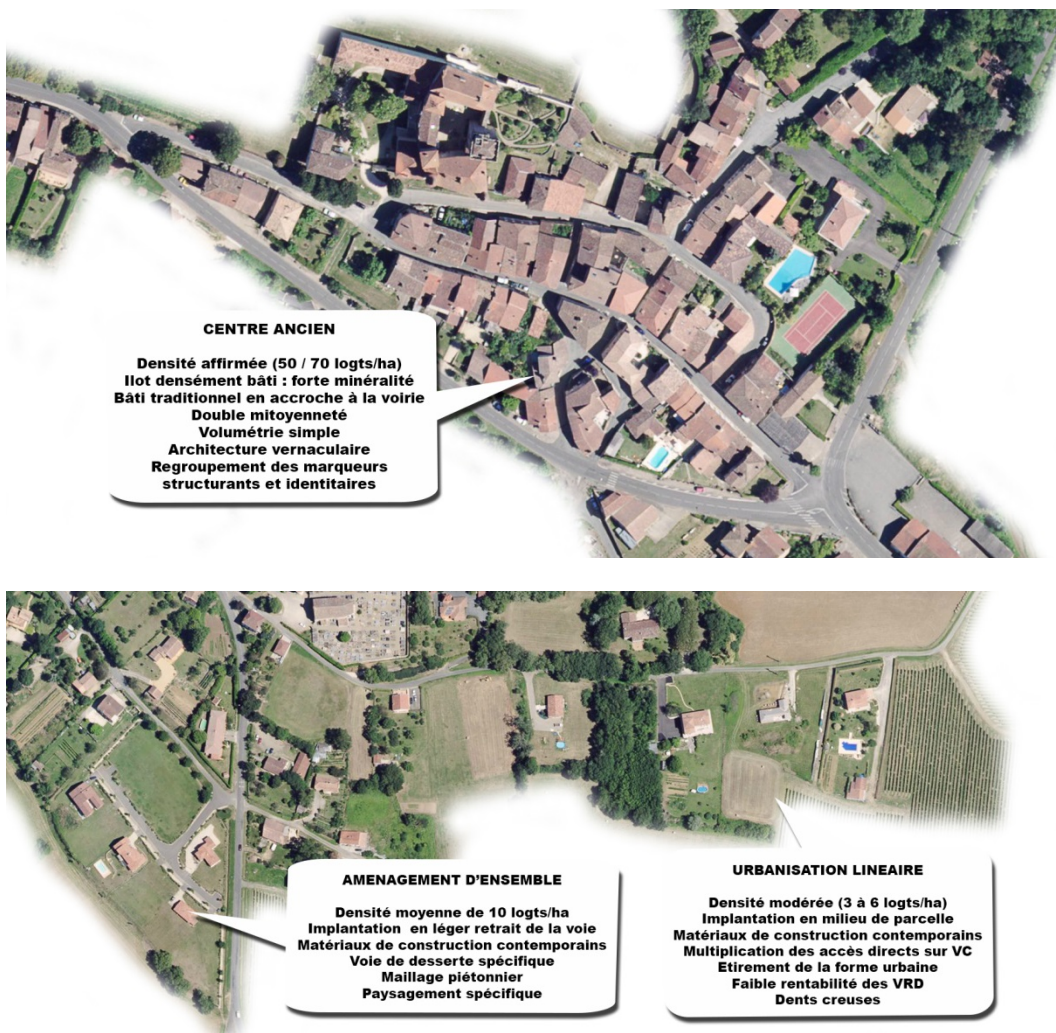 CENTRE ANCIEN
Densité affirmée (50 / 70 logts/ha)
Ilot densément bâti : forte minéralité
Bâti traditionnel en accroche à la voirie
Double mitoyenneté
Volumétrie simple
Architecture vernaculaire
Regroupement des marqueurs
structurants et identitaires
AMENAGEMENT D'ENSEMBLE
Densité moyenne de 10 logts/ha
Implantation en léger retrait de la voie
Matériaux de construction contemporains
Voie de desserte spécifique
Maillage piétonnier
Paysagement spécifique
URBANISATION LINEAIRE
Densité modérée (3 à 6 logts/ha)
Implantation en milieu de parcelle
Matériaux de construction contemporains
Multiplication des accès directs sur VC
Etirement de la forme urbaine
Faible rentabilité des VRD
Dents creuses